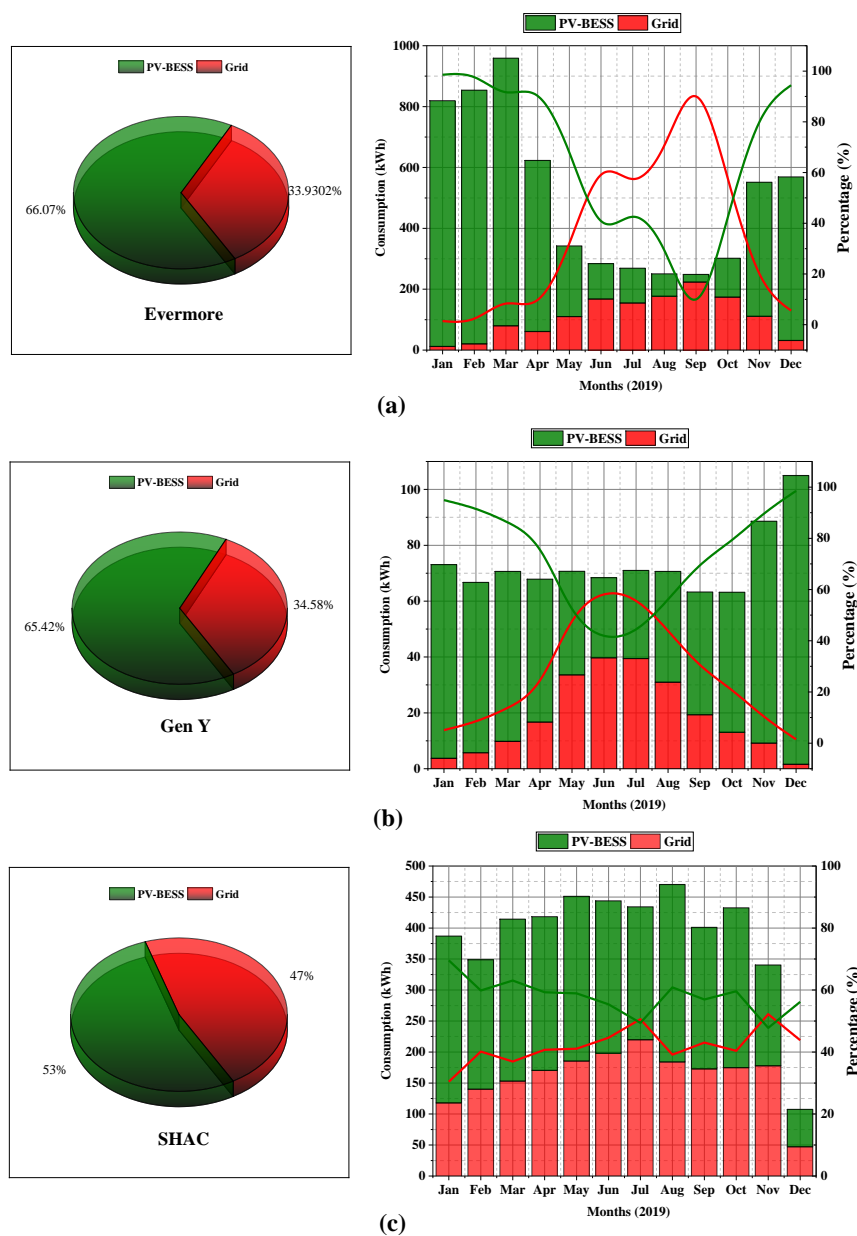 PV-BESS Grid
66.07%
33.9302%
Evermore
PV-BESS Grid
Consumption (kWh)
1000
800
600
400
200
0
Percentage (%)
100
80
60
40
20
0
Jan Feb Mar Apr May Jun Jul Aug Sep Oct Nov Dec
Months (2019)
(a)
PV-BESS Grid
65.42%
34.58%
Gen Y
PV-BESS Grid
Consumption (kWh)
100
80
60
40
20
0
Percentage (%)
100
80
60
40
20
0
Jan Feb Mar Apr May Jun Jul Aug Sep Oct Nov Dec
Months (2019)
(b)
PV-BESS Grid
47%
53%
SHAC
PV-BESS Grid
Consumption (kWh)
500
450
400
350
300
250
200
150
100
50
0
Percentage (%)
100
80
60
40
20
0
Jan Feb Mar Apr May Jun Jul Aug Sep Oct Nov Dec
Months (2019)
(c)